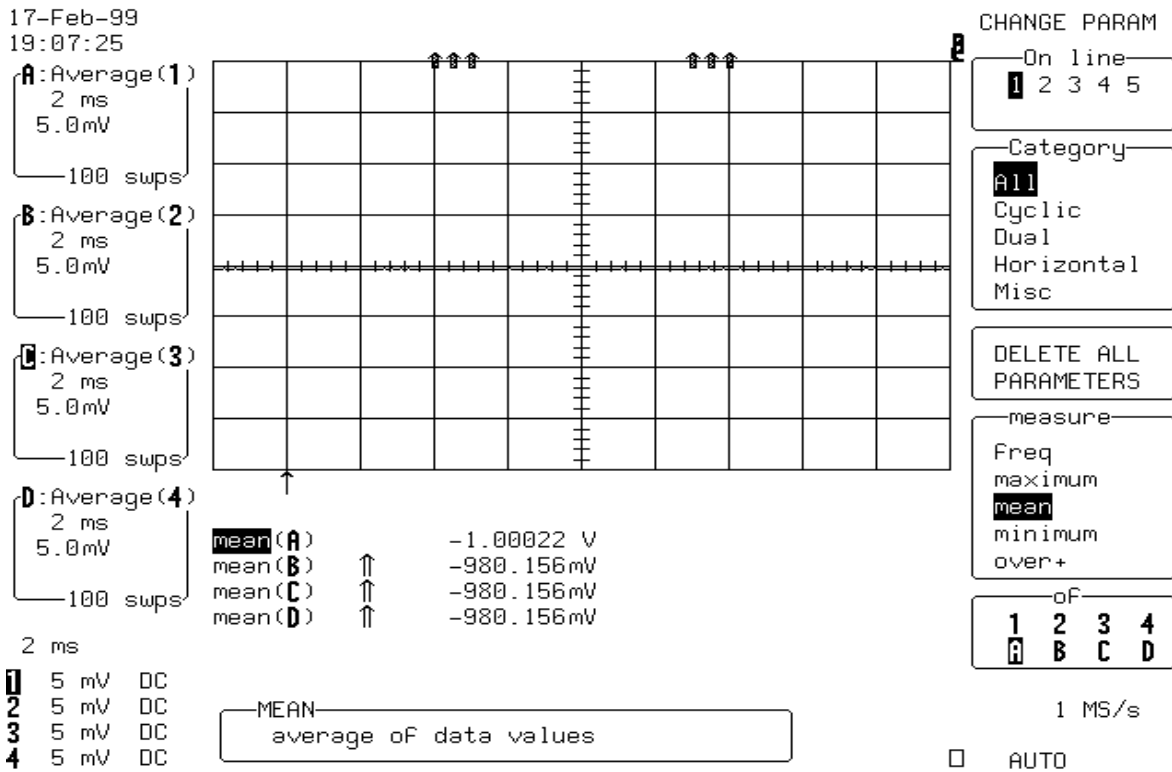 17-Feb-99
19:07:25
A:Average(1)
2 ms
5.0mV
100 swps
B:Average(2)
2 ms
5.0mV
100 swps
C:Average(3)
2 ms
5.0mV
100 swps
D:Average(4)
2 ms
5.0mV
100 swps
2 ms
1 5 mV DC
2 5 mV DC
3 5 mV DC
4 5 mV DC
mean(A) -1.00022 V
mean(B) ⇑ -980.156mV
mean(C) ⇑ -980.156mV
mean(D) ⇑ -980.156mV
MEAN
average of data values
CHANGE PARAM
On line
1 2 3 4 5
Category
All
Cyclic
Dual
Horizontal
Misc
DELETE ALL
PARAMETERS
measure
freq
maximum
mean
minimum
over+
of
1 2 3 4
A B C D
1 MS/s
AUTO